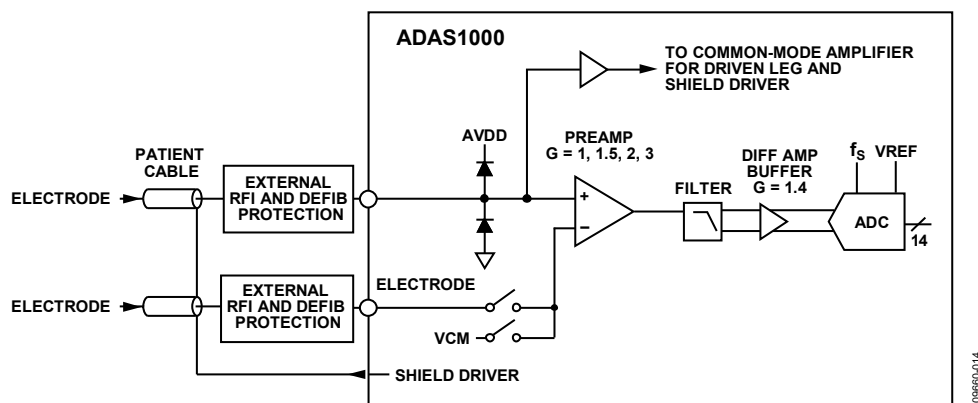 ADAS1000
TO COMMON-MODE AMPLIFIER
FOR DRIVEN LEG AND
SHIELD DRIVER
AVDD
PREAMP
G = 1, 1.5, 2, 3
PATIENT
CABLE
DIFF AMP
BUFFER
G = 1.4
fS VREF
EXTERNAL
RFI AND DEFIB
PROTECTION
FILTER
ELECTRODE
+
–
ADC
14
ELECTRODE
EXTERNAL
RFI AND DEFIB
PROTECTION
ELECTRODE
VCM
SHIELD DRIVER
09660-014